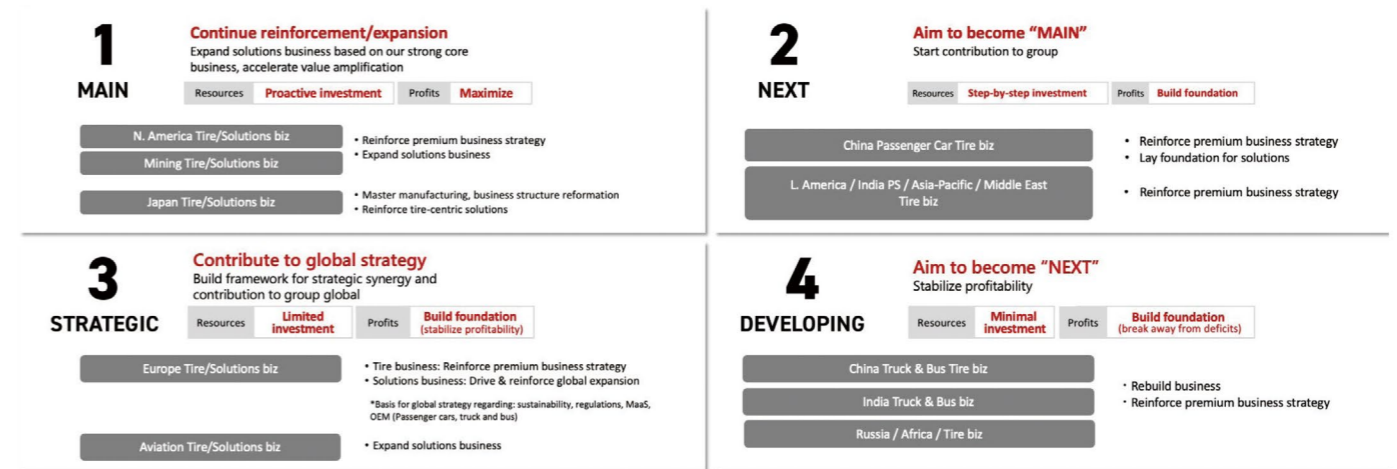 1
MAIN
Continue reinforcement/expansion
Expand solutions business based on our strong core
business, accelerate value amplification
Resources Proactive investment Profits Maximize
N. America Tire/Solutions biz
Mining Tire/Solutions biz
• Reinforce premium business strategy
• Expand solutions business
Japan Tire/Solutions biz
• Master manufacturing, business structure reformation
• Reinforce tire-centric solutions
2
NEXT
Aim to become “MAIN”
Start contribution to group
Resources Step-by-step investment Profits Build foundation
China Passenger Car Tire biz
• Reinforce premium business strategy
• Lay foundation for solutions
L. America / India PS / Asia-Pacific / Middle East
Tire biz
• Reinforce premium business strategy
3
STRATEGIC
Contribute to global strategy
Build framework for strategic synergy and
contribution to group global
Resources Limited
investment
Profits Build foundation
(stabilize profitability)
Europe Tire/Solutions biz
• Tire business: Reinforce premium business strategy
• Solutions business: Drive & reinforce global expansion
*Basis for global strategy regarding: sustainability, regulations, MaaS,
OEM (Passenger cars, truck and bus)
Aviation Tire/Solutions biz
• Expand solutions business
4
DEVELOPING
Aim to become “NEXT”
Stabilize profitability
Resources Minimal
investment
Profits Build foundation
(break away from deficits)
China Truck & Bus Tire biz
India Truck & Bus biz
Russia / Africa / Tire biz
・Rebuild business
・Reinforce premium business strategy